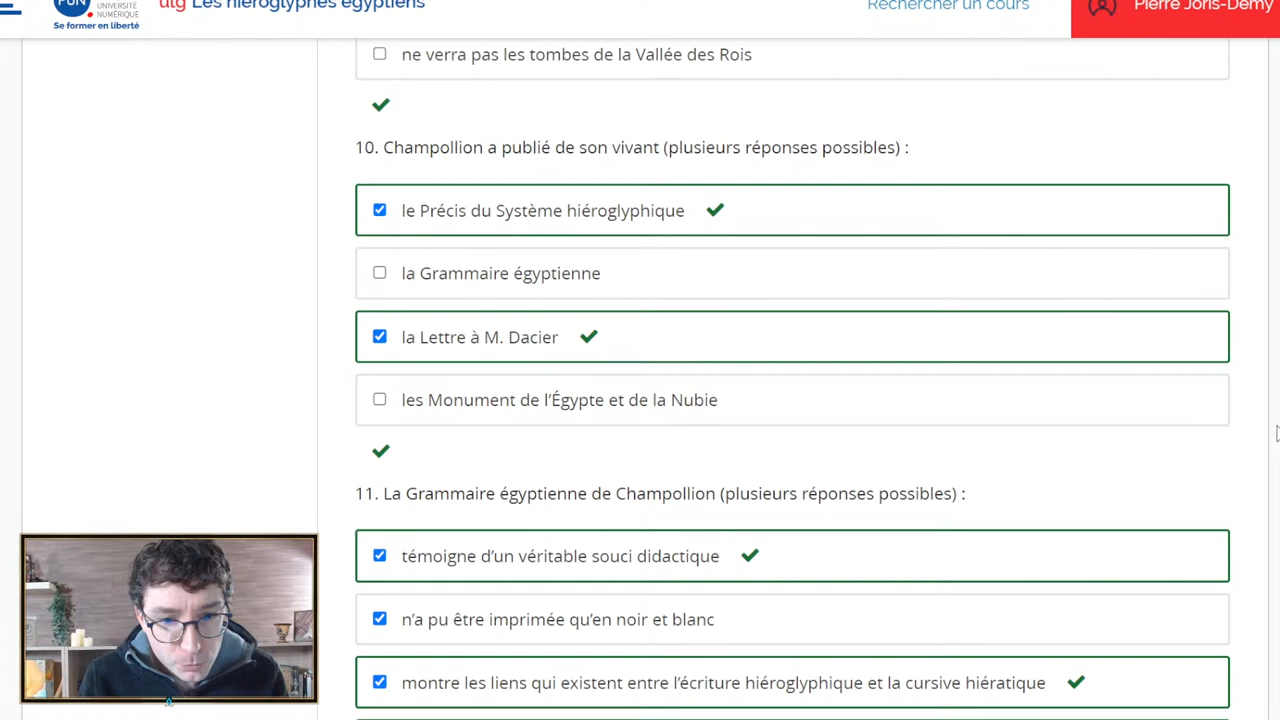 FUN UNIVERSITÉ
NUMÉRIQUE
Se former en liberté
ulg Les hiéroglyphes égyptiens
Rechercher un cours
Pierre Joris-Demy
ne verra pas les tombes de la Vallée des Rois
10. Champollion a publié de son vivant (plusieurs réponses possibles) :
le Précis du Système hiéroglyphique
la Grammaire égyptienne
la Lettre à M. Dacier
les Monument de l’Égypte et de la Nubie
11. La Grammaire égyptienne de Champollion (plusieurs réponses possibles) :
témoigne d’un véritable souci didactique
n’a pu être imprimée qu’en noir et blanc
montre les liens qui existent entre l’écriture hiéroglyphique et la cursive hiératique